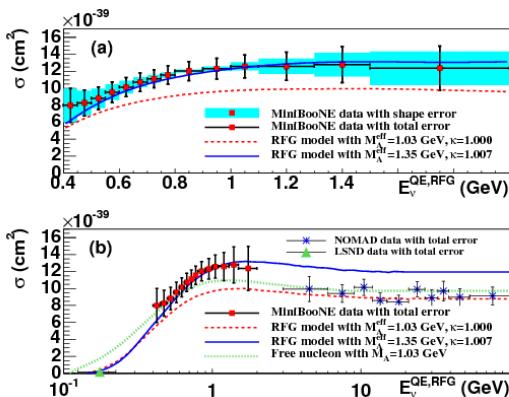 ×10⁻³⁹
σ (cm²)
16
14
12
10
8
6
4
2
0
(a)
MiniBooNE data with shape error
MiniBooNE data with total error
RFG model with M_A^eff=1.03 GeV,κ=1.000
RFG model with M_A^eff=1.35 GeV,κ=1.007
0.4 0.6 0.8 1 1.2 1.4 1.6 1.8 2
E_ν^QE,RFG (GeV)
×10⁻³⁹
σ (cm²)
16
14
12
10
8
6
4
2
0
(b)
NOMAD data with total error
LSND data with total error
MiniBooNE data with total error
RFG model with M_A^eff=1.03 GeV,κ=1.000
RFG model with M_A^eff=1.35 GeV,κ=1.007
Free nucleon with M_A=1.03 GeV
10⁻¹ 1 10
E_ν^QE,RFG (GeV)